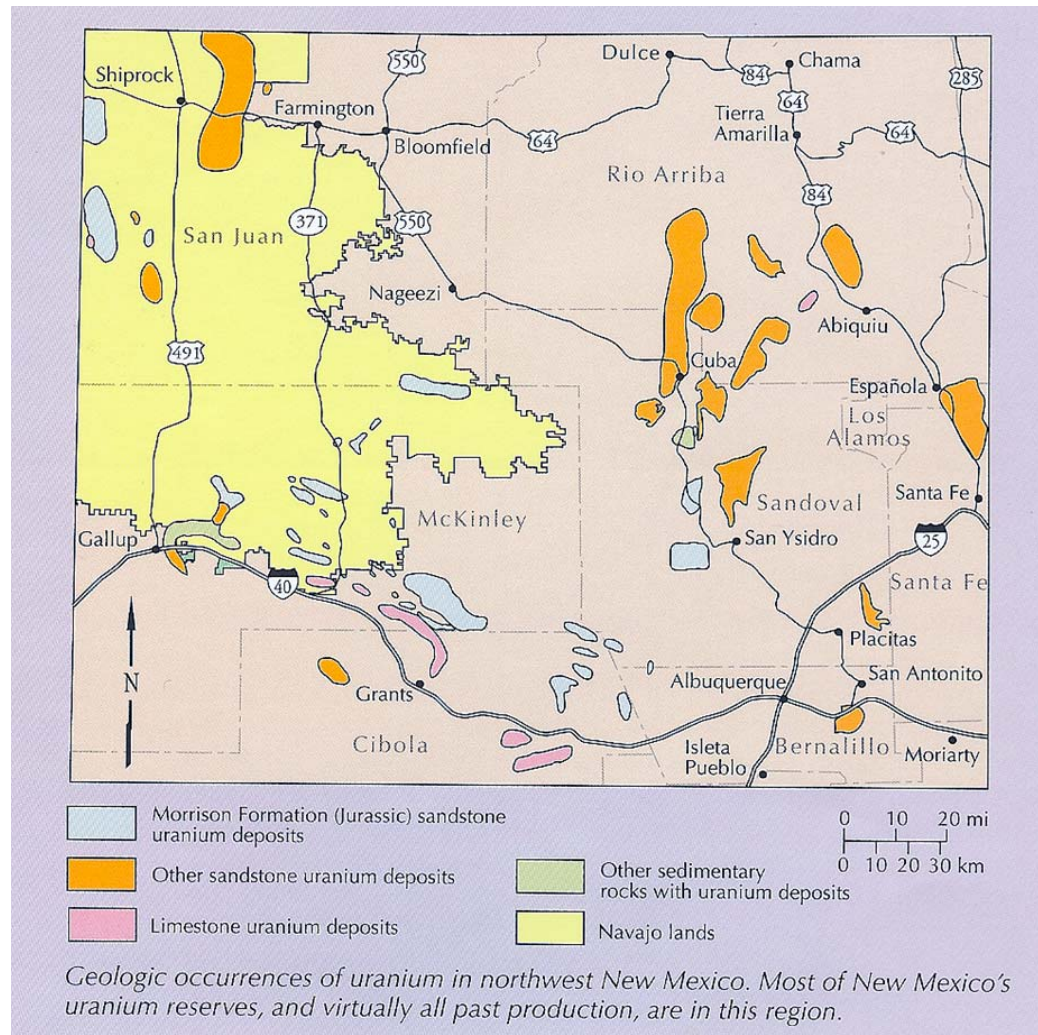 550
Dulce
Chama
84
285
Shiprock
64
Farmington
Tierra
Amarilla
64
Bloomfield
64
Rio Arriba
84
371
550
San Juan
Nageezi
Abiquiu
491
Cuba
Española
Los
Alamos
Santa Fe
McKinley
Sandoval
Gallup
San Ysidro
25
40
Santa Fe
Placitas
N
San Antonito
Albuquerque
Grants
Cibola
Isleta
Pueblo
Bernalillo
Moriarty
Morrison Formation (Jurassic) sandstone
uranium deposits
0 10 20 mi
0 10 20 30 km
Other sandstone uranium deposits
Other sedimentary
rocks with uranium deposits
Limestone uranium deposits
Navajo lands
Geologic occurrences of uranium in northwest New Mexico. Most of New Mexico's
uranium reserves, and virtually all past production, are in this region.